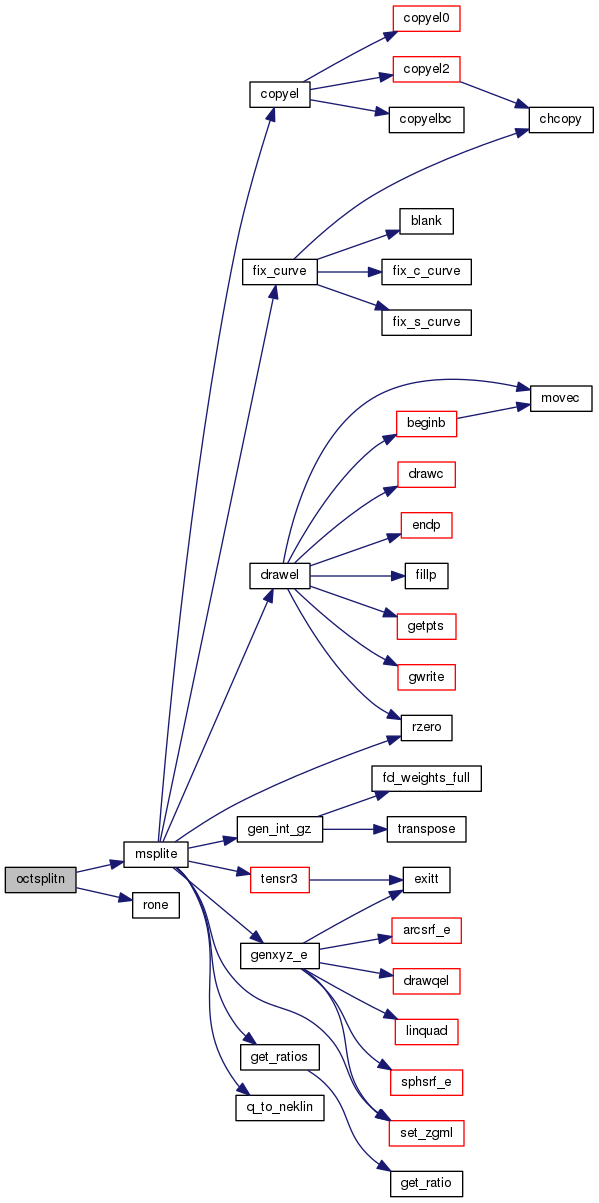 copyel0
copyel2
copyel
copyelbc
chcopy
blank
fix_curve
fix_c_curve
fix_s_curve
movec
beginb
drawc
endp
drawel
fillp
getpts
gwrite
rzero
fd_weights_full
gen_int_gz
transpose
msplite
octsplitn
tensr3
exitt
rone
arcsrf_e
genxyz_e
drawqel
linquad
get_ratios
sphsrf_e
q_to_neklin
set_zgml
get_ratio